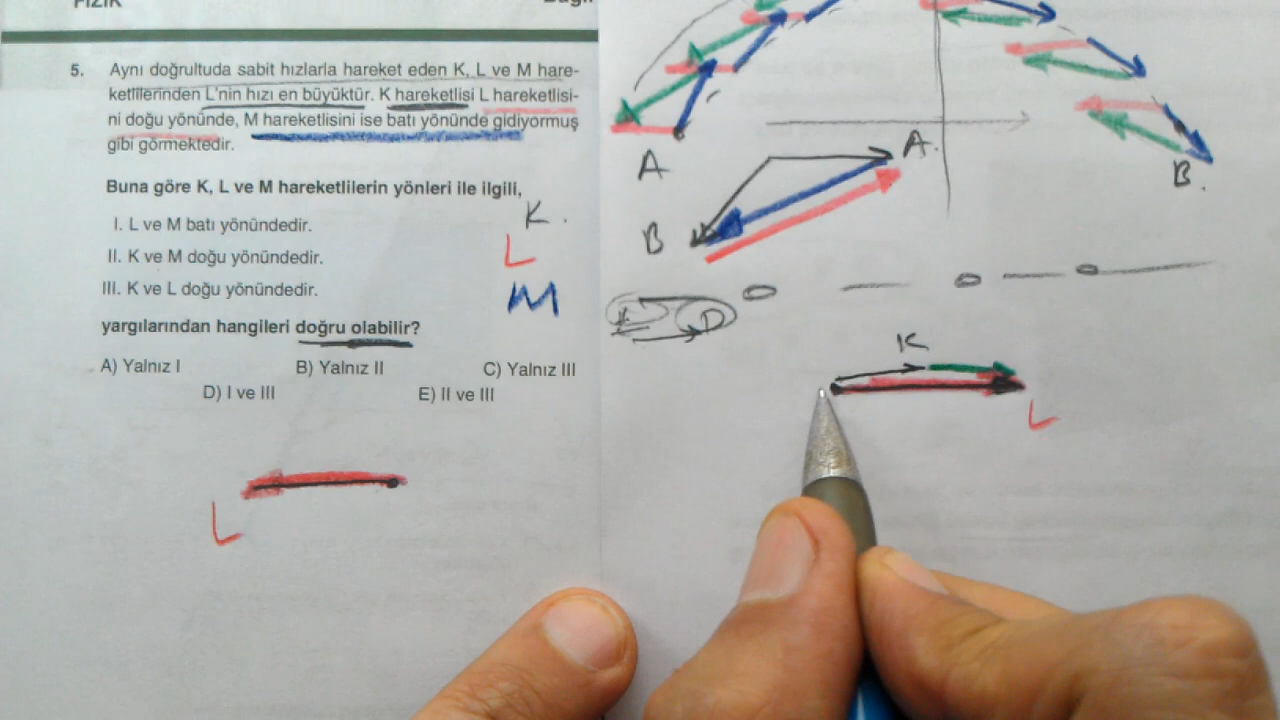 FİZİK
5. Aynı doğrultuda sabit hızlarla hareket eden K, L ve M hare-
ketlilerinden L'nin hızı en büyüktür. K hareketlisi L hareketlisi-
ni doğu yönünde, M hareketlisini ise batı yönünde gidiyormuş
gibi görmektedir.
Buna göre K, L ve M hareketlilerin yönleri ile ilgili,
I. L ve M batı yönündedir.
II. K ve M doğu yönündedir.
III. K ve L doğu yönündedir.
yargılarından hangileri doğru olabilir?
A) Yalnız I B) Yalnız II C) Yalnız III
D) I ve III E) II ve III
K.
L
M
L
A
B.
A.
B
D
K
L